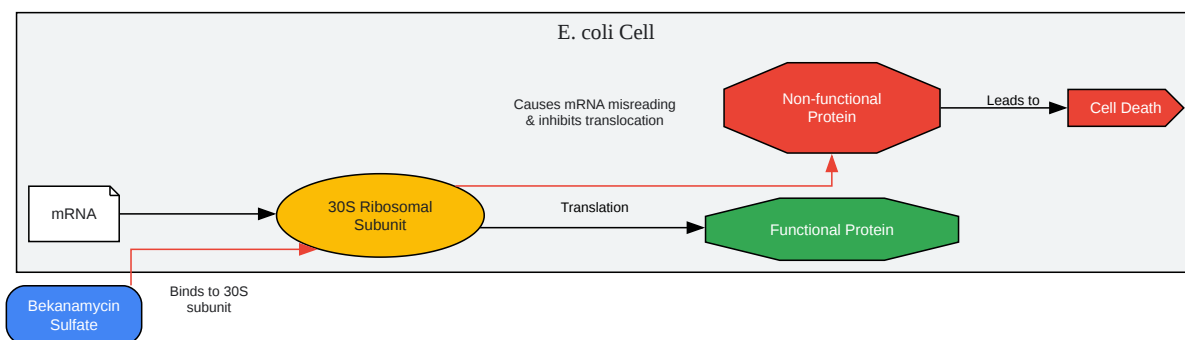 E. coli Cell
Causes mRNA misreading
& inhibits translocation
Non-functional
Protein
Leads to
Cell Death
mRNA
30S Ribosomal
Subunit
Translation
Functional Protein
Binds to 30S
subunit
Bekanamycin
Sulfate